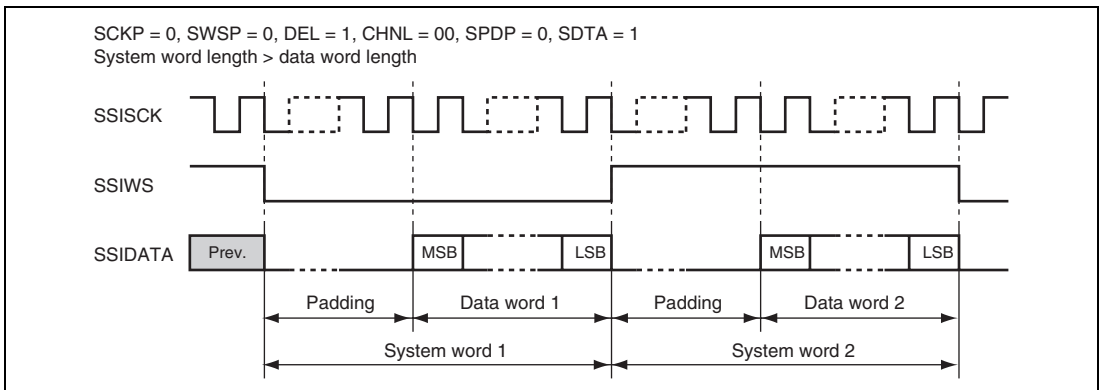 SCKP = 0, SWSP = 0, DEL = 1, CHNL = 00, SPDP = 0, SDTA = 1
System word length > data word length
SSISCK
SSIWS
SSIDATA Prev. MSB LSB MSB LSB
Padding Data word 1 Padding Data word 2
System word 1 System word 2